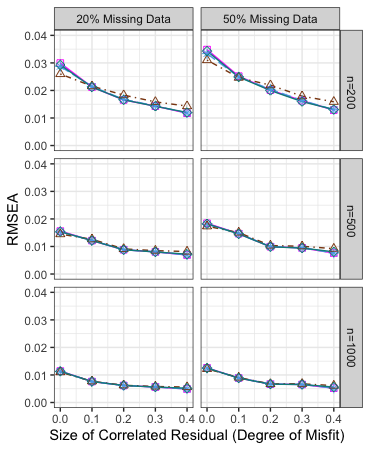 20% Missing Data
50% Missing Data
RMSEA
0.04
0.03
0.02
0.01
0.00
n=200
0.04
0.03
0.02
0.01
0.00
n=500
0.04
0.03
0.02
0.01
0.00
n=1000
0.0 0.1 0.2 0.3 0.4
0.0 0.1 0.2 0.3 0.4
Size of Correlated Residual (Degree of Misfit)